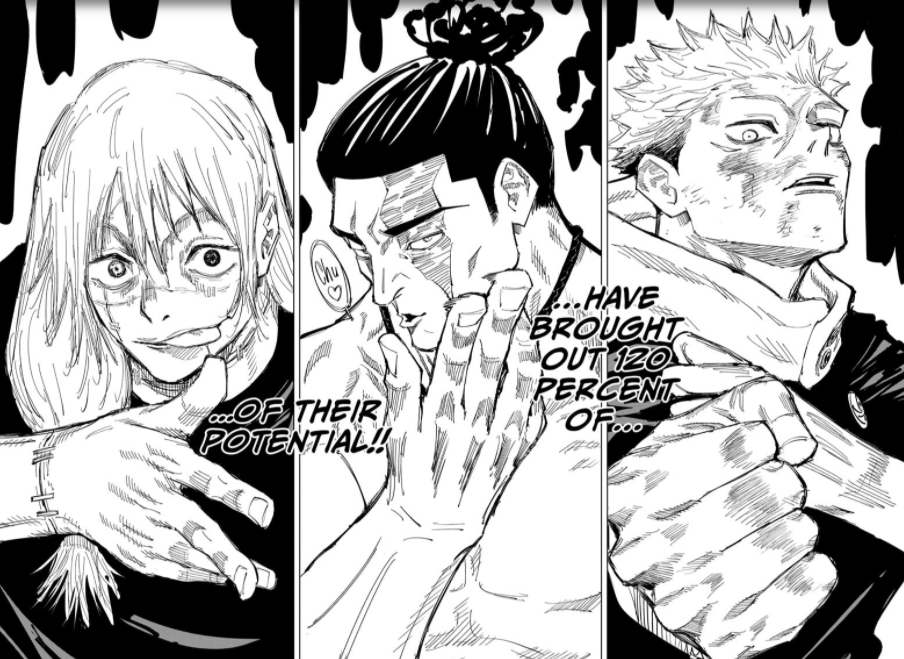 ...HAVE
BROUGHT
OUT 120
PERCENT
OF...
Chu
♡
...OF THEIR
POTENTIAL!!